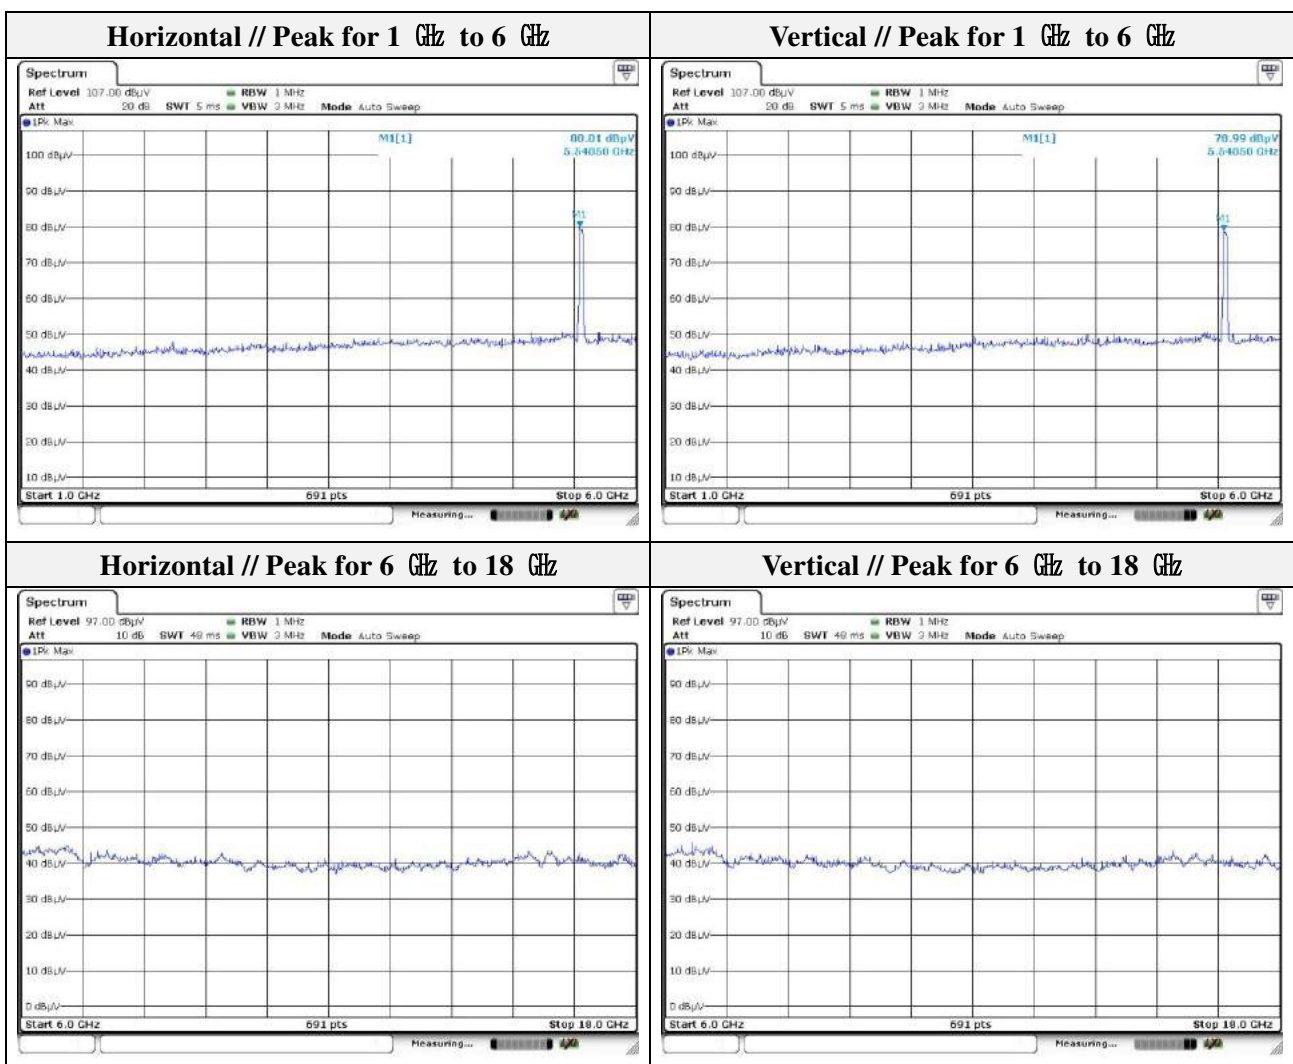 Horizontal // Peak for 1 ㎓ to 6 ㎓
Vertical // Peak for 1 ㎓ to 6 ㎓
Spectrum
Ref Level 107.00 dBµV RBW 1 MHz
Att 20 dB SWT 5 ms VBW 3 MHz Mode Auto Sweep
1Pk Max
M1[1] 80.01 dBµV
5.54050 GHz
100 dBµV
90 dBµV
M1
80 dBµV
70 dBµV
60 dBµV
50 dBµV
40 dBµV
30 dBµV
20 dBµV
10 dBµV
Start 1.0 GHz 691 pts Stop 6.0 GHz
Measuring...
Spectrum
Ref Level 107.00 dBµV RBW 1 MHz
Att 20 dB SWT 5 ms VBW 3 MHz Mode Auto Sweep
1Pk Max
M1[1] 78.99 dBµV
5.54050 GHz
100 dBµV
90 dBµV
M1
80 dBµV
70 dBµV
60 dBµV
50 dBµV
40 dBµV
30 dBµV
20 dBµV
10 dBµV
Start 1.0 GHz 691 pts Stop 6.0 GHz
Measuring...
Horizontal // Peak for 6 ㎓ to 18 ㎓
Vertical // Peak for 6 ㎓ to 18 ㎓
Spectrum
Ref Level 97.00 dBµV RBW 1 MHz
Att 10 dB SWT 48 ms VBW 3 MHz Mode Auto Sweep
1Pk Max
90 dBµV
80 dBµV
70 dBµV
60 dBµV
50 dBµV
40 dBµV
30 dBµV
20 dBµV
10 dBµV
0 dBµV
Start 6.0 GHz 691 pts Stop 18.0 GHz
Measuring...
Spectrum
Ref Level 97.00 dBµV RBW 1 MHz
Att 10 dB SWT 48 ms VBW 3 MHz Mode Auto Sweep
1Pk Max
90 dBµV
80 dBµV
70 dBµV
60 dBµV
50 dBµV
40 dBµV
30 dBµV
20 dBµV
10 dBµV
0 dBµV
Start 6.0 GHz 691 pts Stop 18.0 GHz
Measuring...